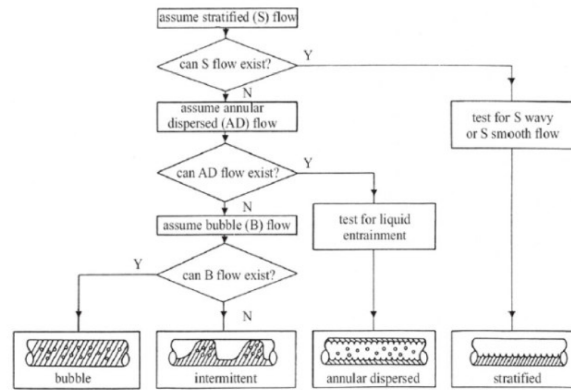 assume stratified (S) flow
can S flow exist?
Y
N
assume annular
dispersed (AD) flow
test for S wavy
or S smooth flow
can AD flow exist?
Y
N
assume bubble (B) flow
test for liquid
entrainment
can B flow exist?
Y
N
bubble
intermittent
annular dispersed
stratified